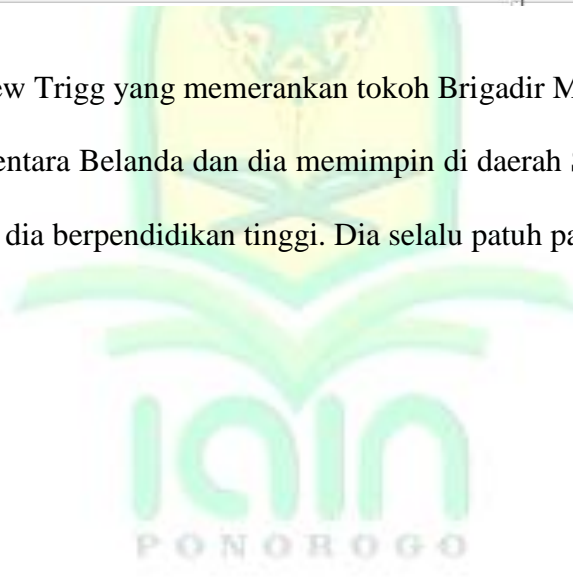 ew Trigg yang memerankan tokoh Brigadir M
entara Belanda dan dia memimpin di daerah
dia berpendidikan tinggi. Dia selalu patuh pa
iain
PONOROGO